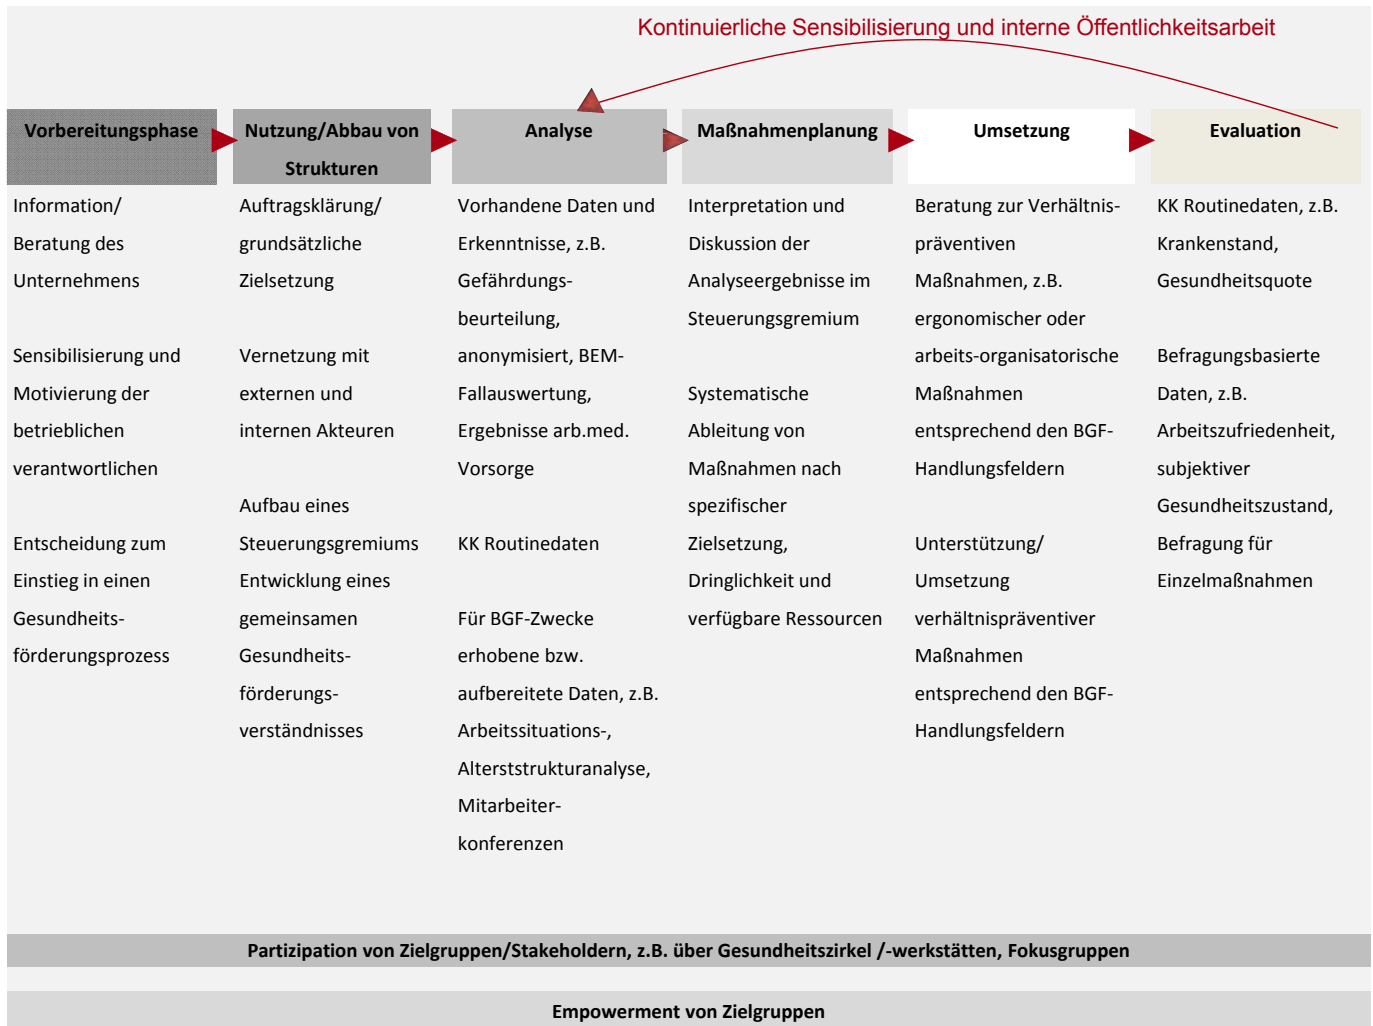 Kontinuierliche Sensibilisierung und interne Öffentlichkeitsarbeit
Vorbereitungsphase
Information/
Beratung des
Unternehmens
Sensibilisierung und
Motivierung der
betrieblichen
verantwortlichen
Entscheidung zum
Einstieg in einen
Gesundheits-
förderungsprozess
Nutzung/Abbau von
Strukturen
Auftragsklärung/
grundsätzliche
Zielsetzung
Vernetzung mit
externen und
internen Akteuren
Aufbau eines
Steuerungsgremiums
Entwicklung eines
gemeinsamen
Gesundheits-
förderungs-
verständnisses
Analyse
Vorhandene Daten und
Erkenntnisse, z.B.
Gefährdungs-
beurteilung,
anonymisiert, BEM-
Fallauswertung,
Ergebnisse arb.med.
Vorsorge
KK Routinedaten
Für BGF-Zwecke
erhobene bzw.
aufbereitete Daten, z.B.
Arbeitssituations-,
Alterststrukturanalyse,
Mitarbeiter-
konferenzen
Maßnahmenplanung
Interpretation und
Diskussion der
Analyseergebnisse im
Steuerungsgremium
Systematische
Ableitung von
Maßnahmen nach
spezifischer
Zielsetzung,
Dringlichkeit und
verfügbare Ressourcen
Umsetzung
Beratung zur Verhältnis-
präventiven
Maßnahmen, z.B.
ergonomischer oder
arbeits-organisatorische
Maßnahmen
entsprechend den BGF-
Handlungsfeldern
Unterstützung/
Umsetzung
verhältnispräventiver
Maßnahmen
entsprechend den BGF-
Handlungsfeldern
Evaluation
KK Routinedaten, z.B.
Krankenstand,
Gesundheitsquote
Befragungsbasierte
Daten, z.B.
Arbeitszufriedenheit,
subjektiver
Gesundheitszustand,
Befragung für
Einzelmaßnahmen
Partizipation von Zielgruppen/Stakeholdern, z.B. über Gesundheitszirkel /-werkstätten, Fokusgruppen
Empowerment von Zielgruppen